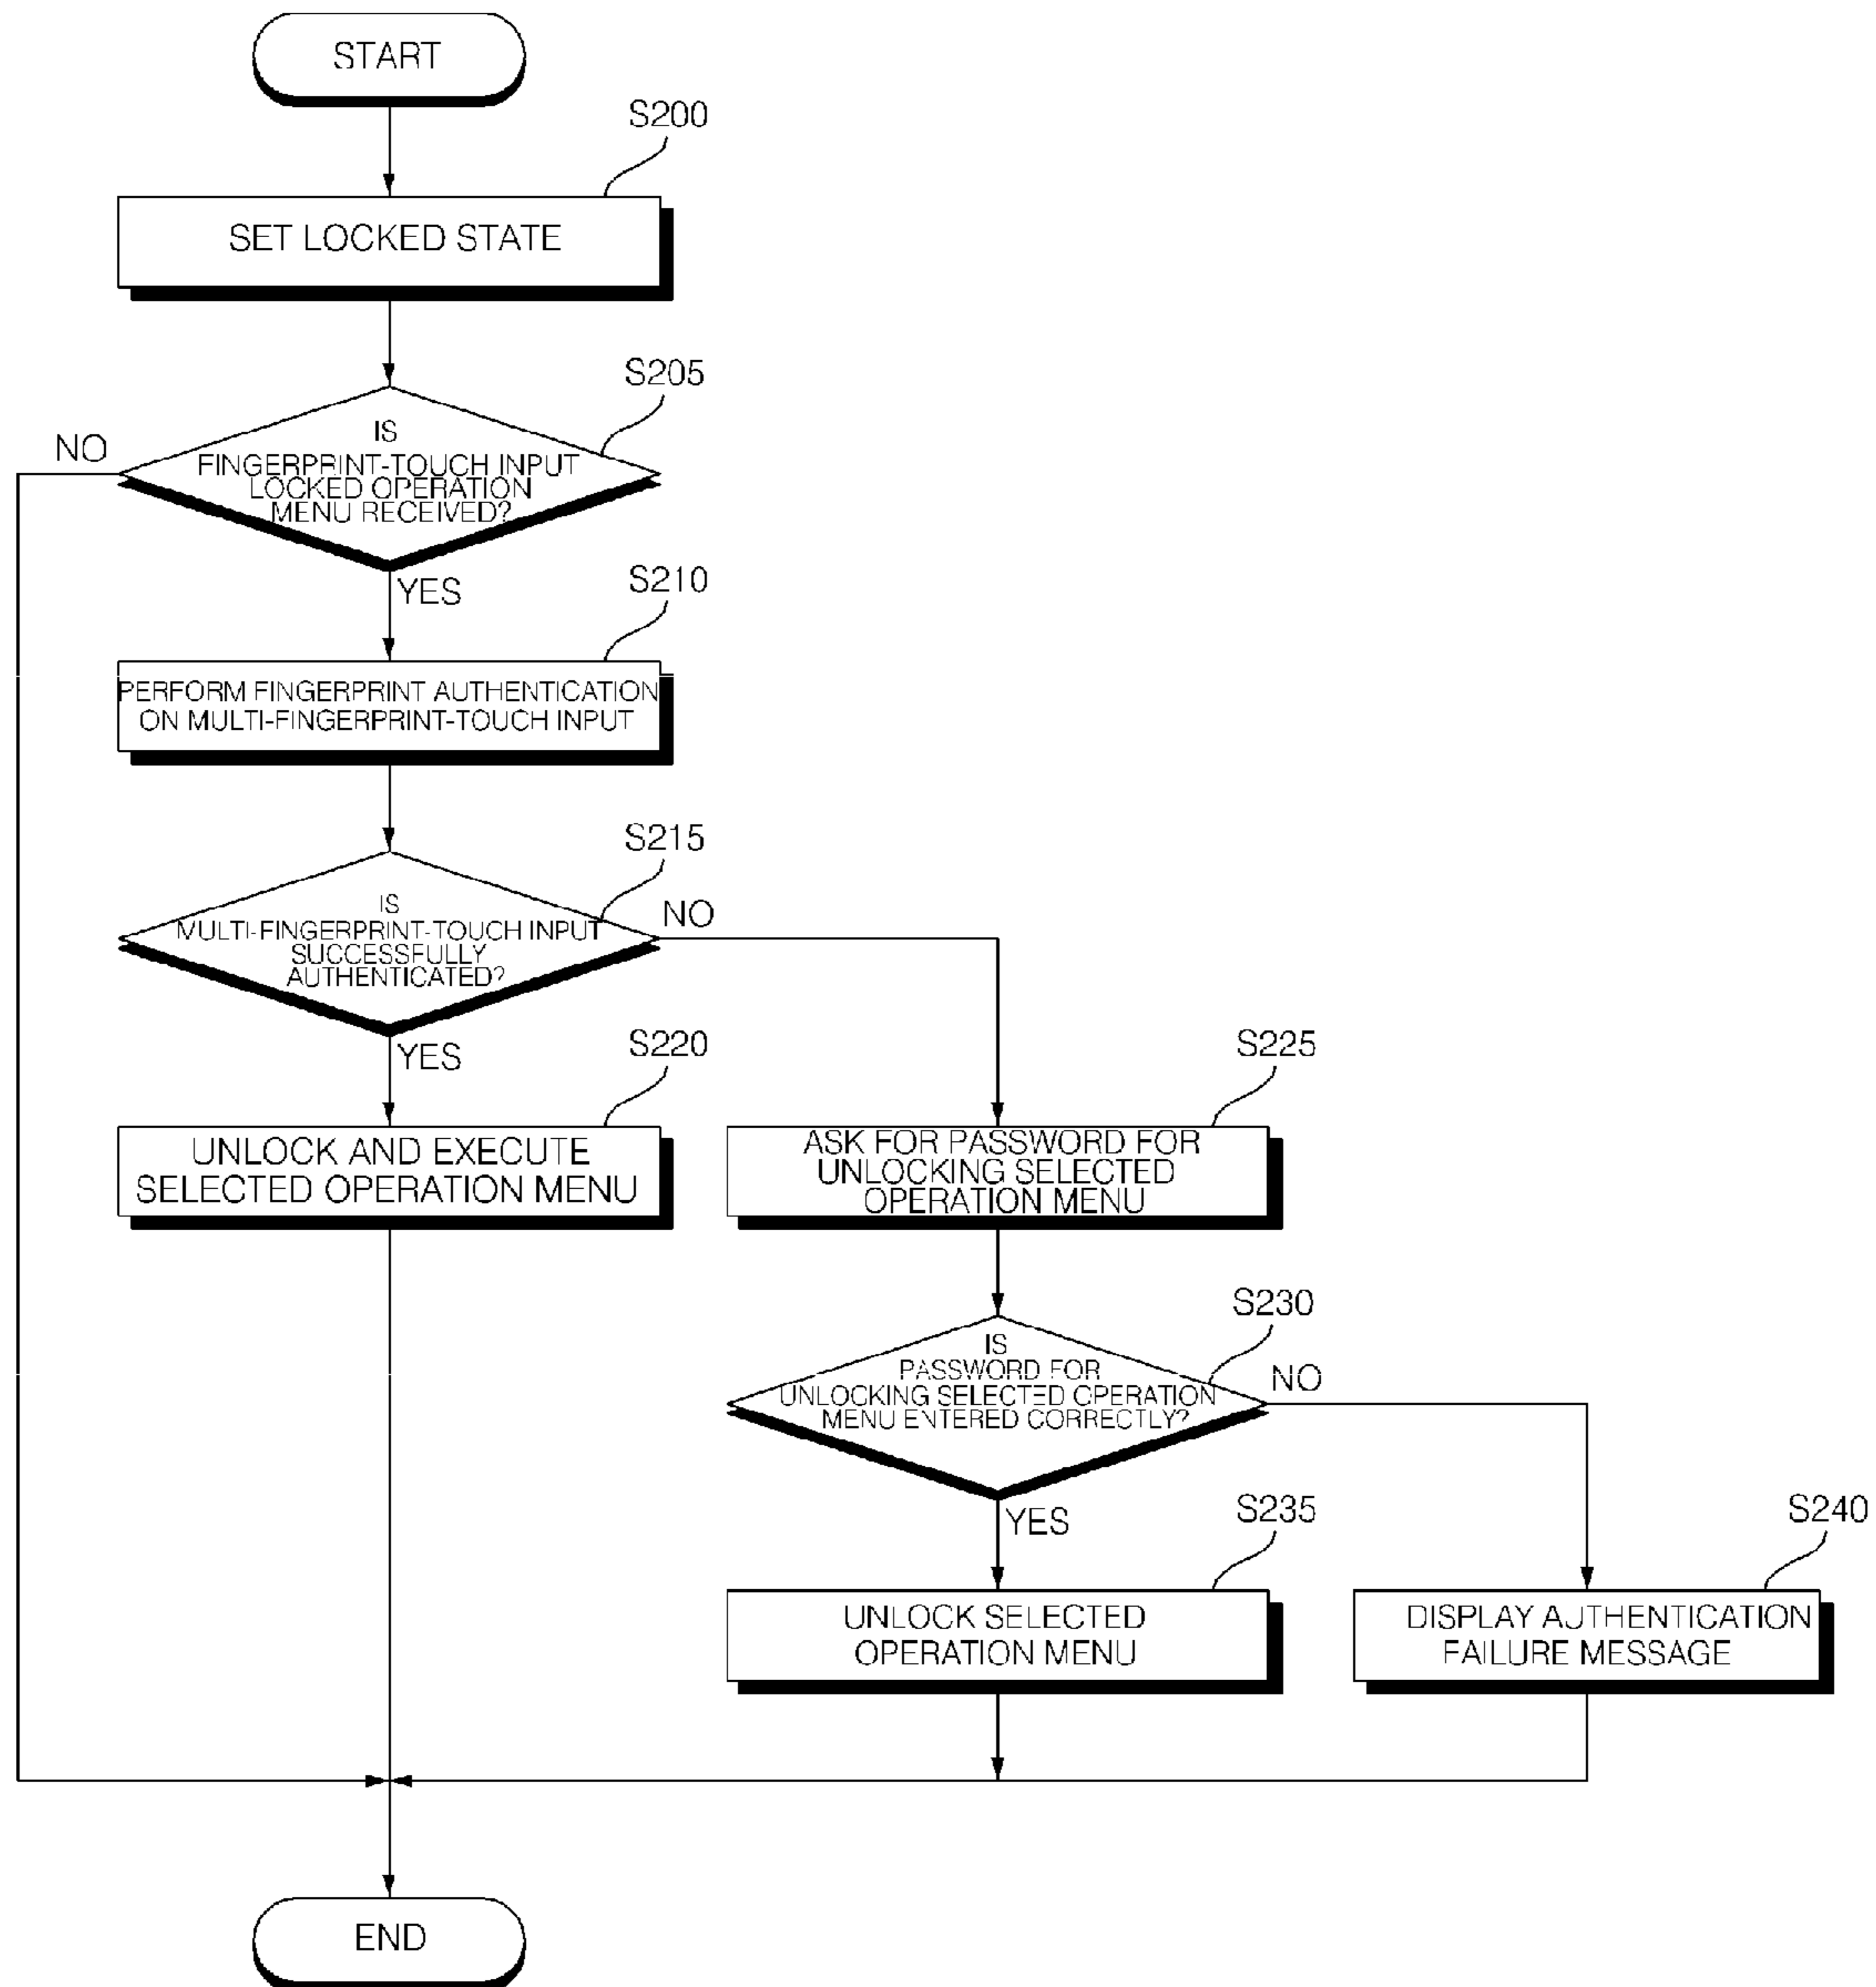 START
S200
SET LOCKED STATE
S205
NO
IS
FINGERPRINT-TOUCH INPUT
LOCKED OPERATION
MENU RECEIVED?
YES
S210
PERFORM FINGERPRINT AUTHENTICATION
ON MULTI-FINGERPRINT-TOUCH INPUT
S215
IS
MULTI-FINGERPRINT-TOUCH INPUT
SUCCESSFULLY
AUTHENTICATED?
NO
YES
S220
UNLOCK AND EXECUTE
SELECTED OPERATION MENU
S225
ASK FOR PASSWORD FOR
UNLOCKING SELECTED
OPERATION MENU
S230
IS
PASSWORD FOR
UNLOCKING SELECTED OPERATION
MENU ENTERED CORRECTLY?
NO
YES
S235
UNLOCK SELECTED
OPERATION MENU
S240
DISPLAY AUTHENTICATION
FAILURE MESSAGE
END